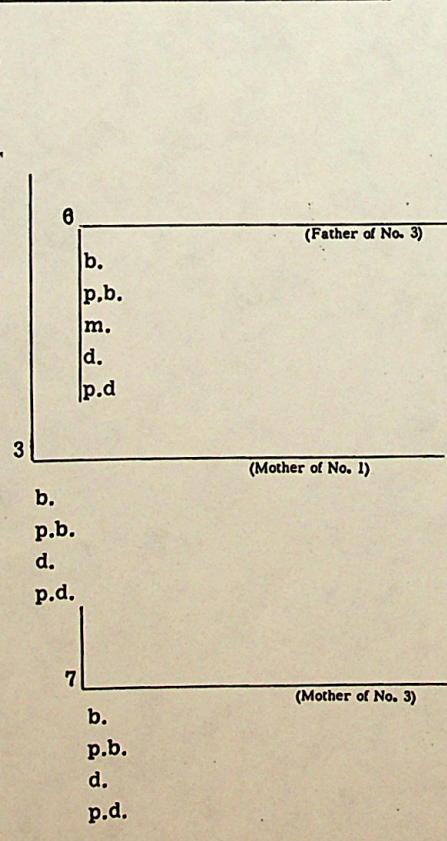 6
(Father of No. 3)
b.
p.b.
m.
d.
p.d
3
(Mother of No. 1)
b.
p.b.
d.
p.d.
7
(Mother of No. 3)
b.
p.b.
d.
p.d.